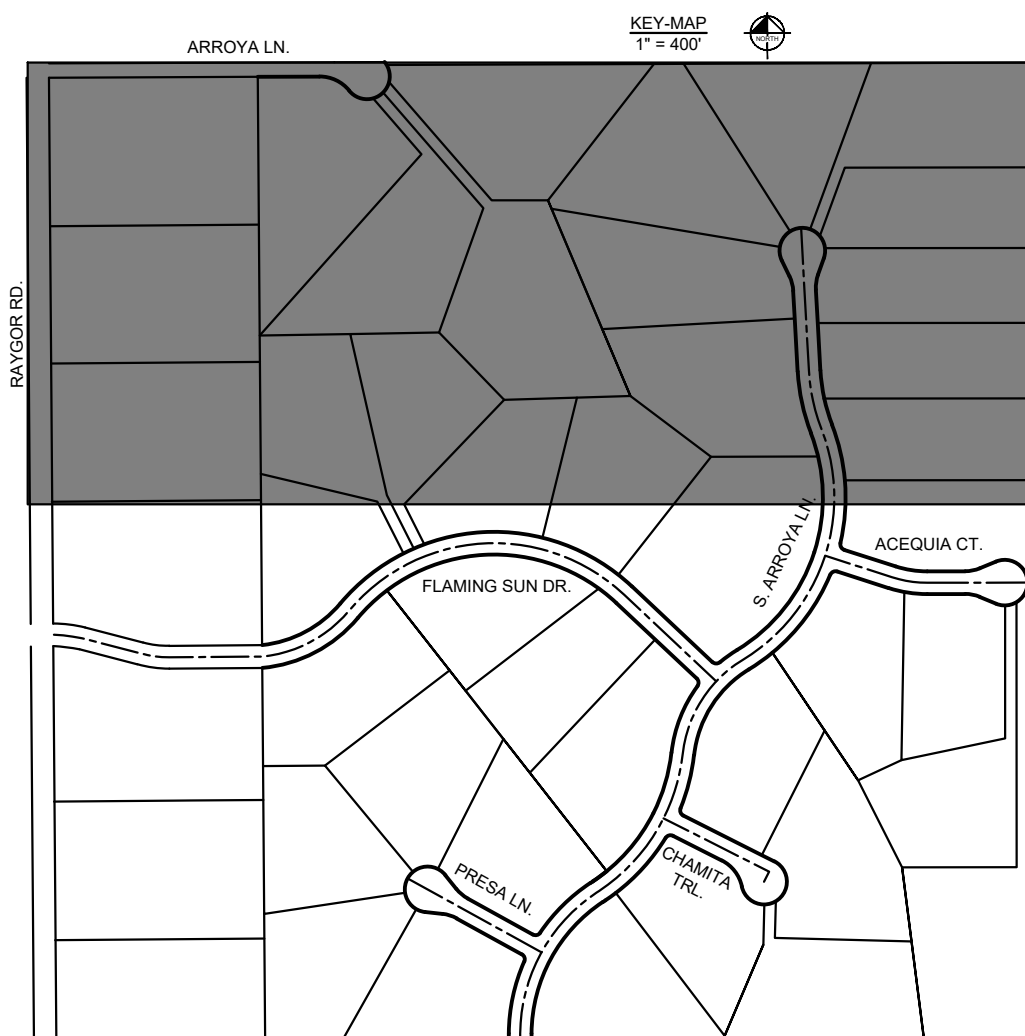 KEY-MAP
1" = 400'
NORTH
ARROYA LN.
RAYGOR RD.
S. ARROYA LN.
ACEQUIA CT.
FLAMING SUN DR.
PRESA LN.
CHAMITA
TRL.